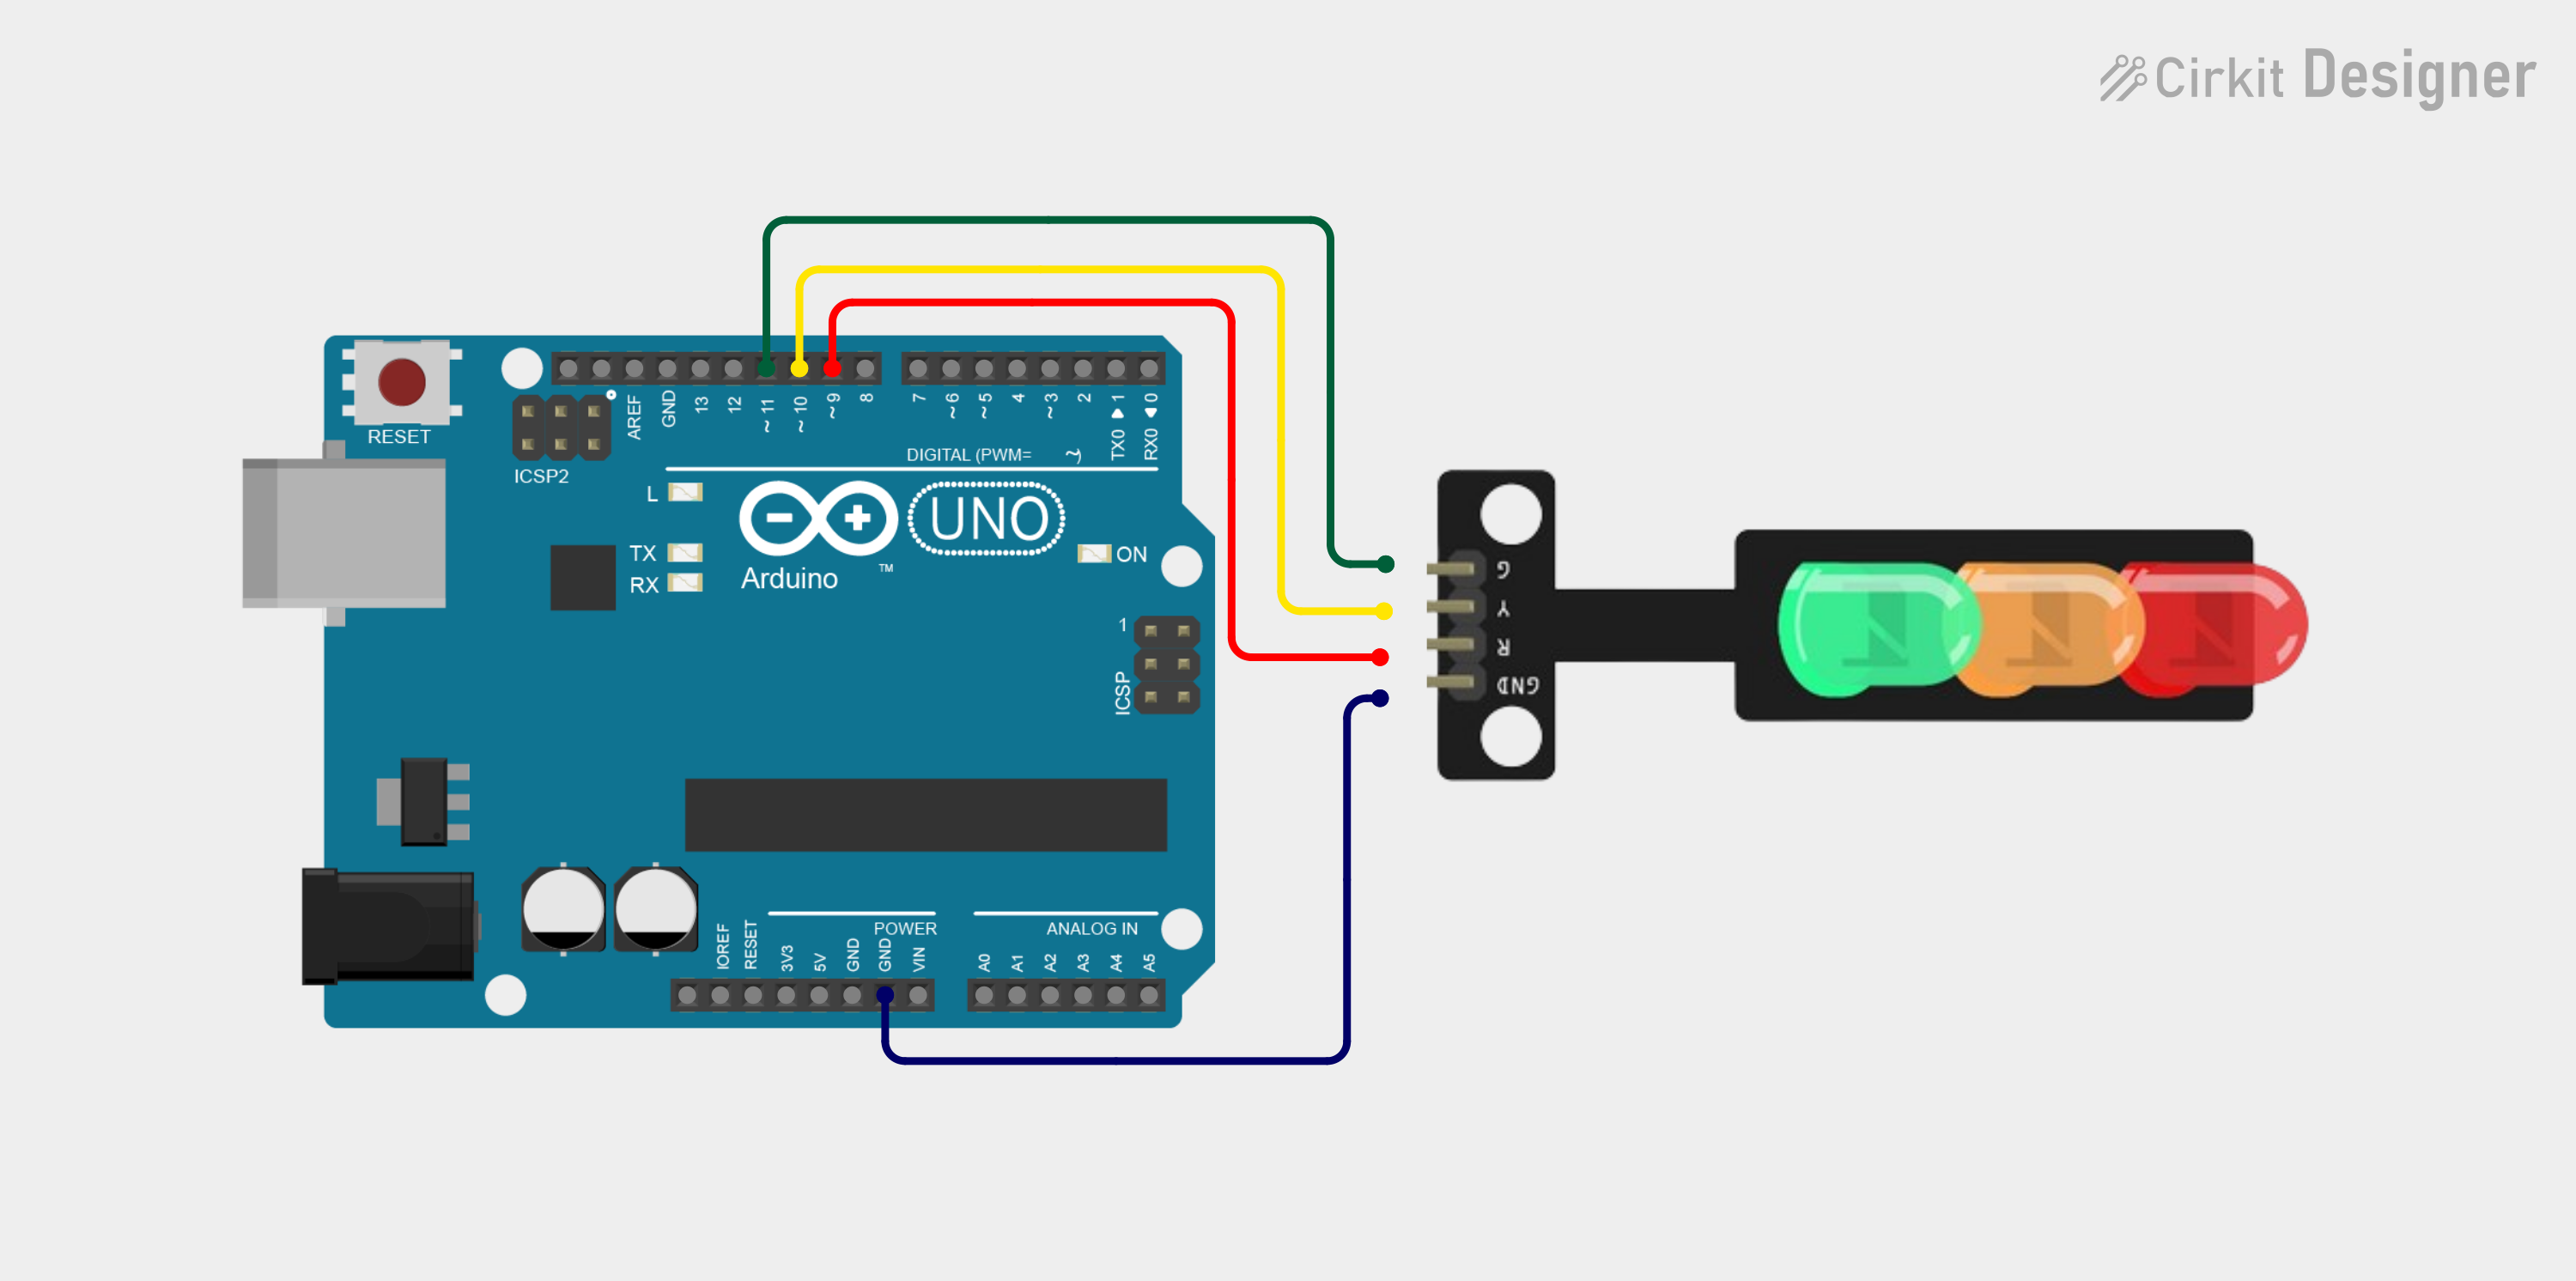 Cirkit Designer
RESET
ICSP2
AREF
GND
13
12
~11
~10
~9
8
7
~6
~5
4
~3
2
TX0 ▶ 1
RX0 ◀ 0
DIGITAL (PWM= ~)
L
TX
RX
UNO
Arduino
TM
ON
1
ICSP
G
Y
R
GND
POWER
ANALOG IN
IOREF
RESET
3V3
5V
GND
GND
VIN
A0
A1
A2
A3
A4
A5